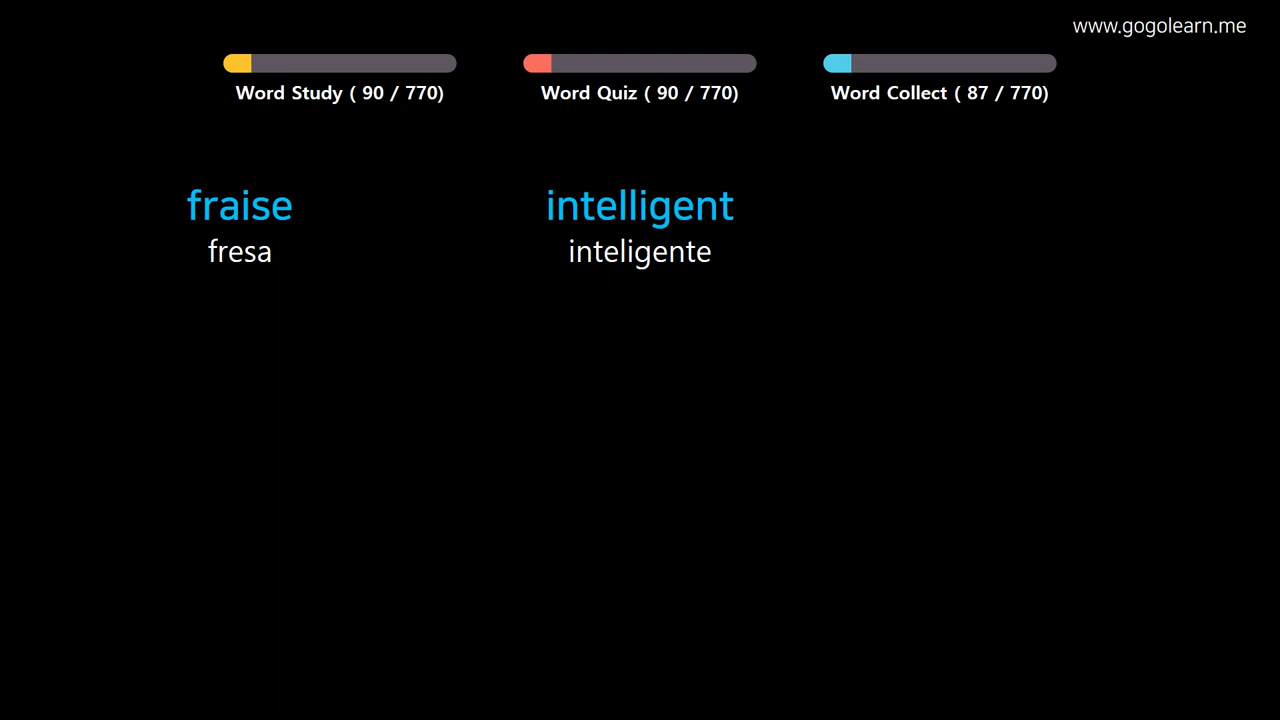 www.gogolearn.me
Word Study ( 90 / 770)
Word Quiz ( 90 / 770)
Word Collect ( 87 / 770)
fraise
fresa
intelligent
inteligente